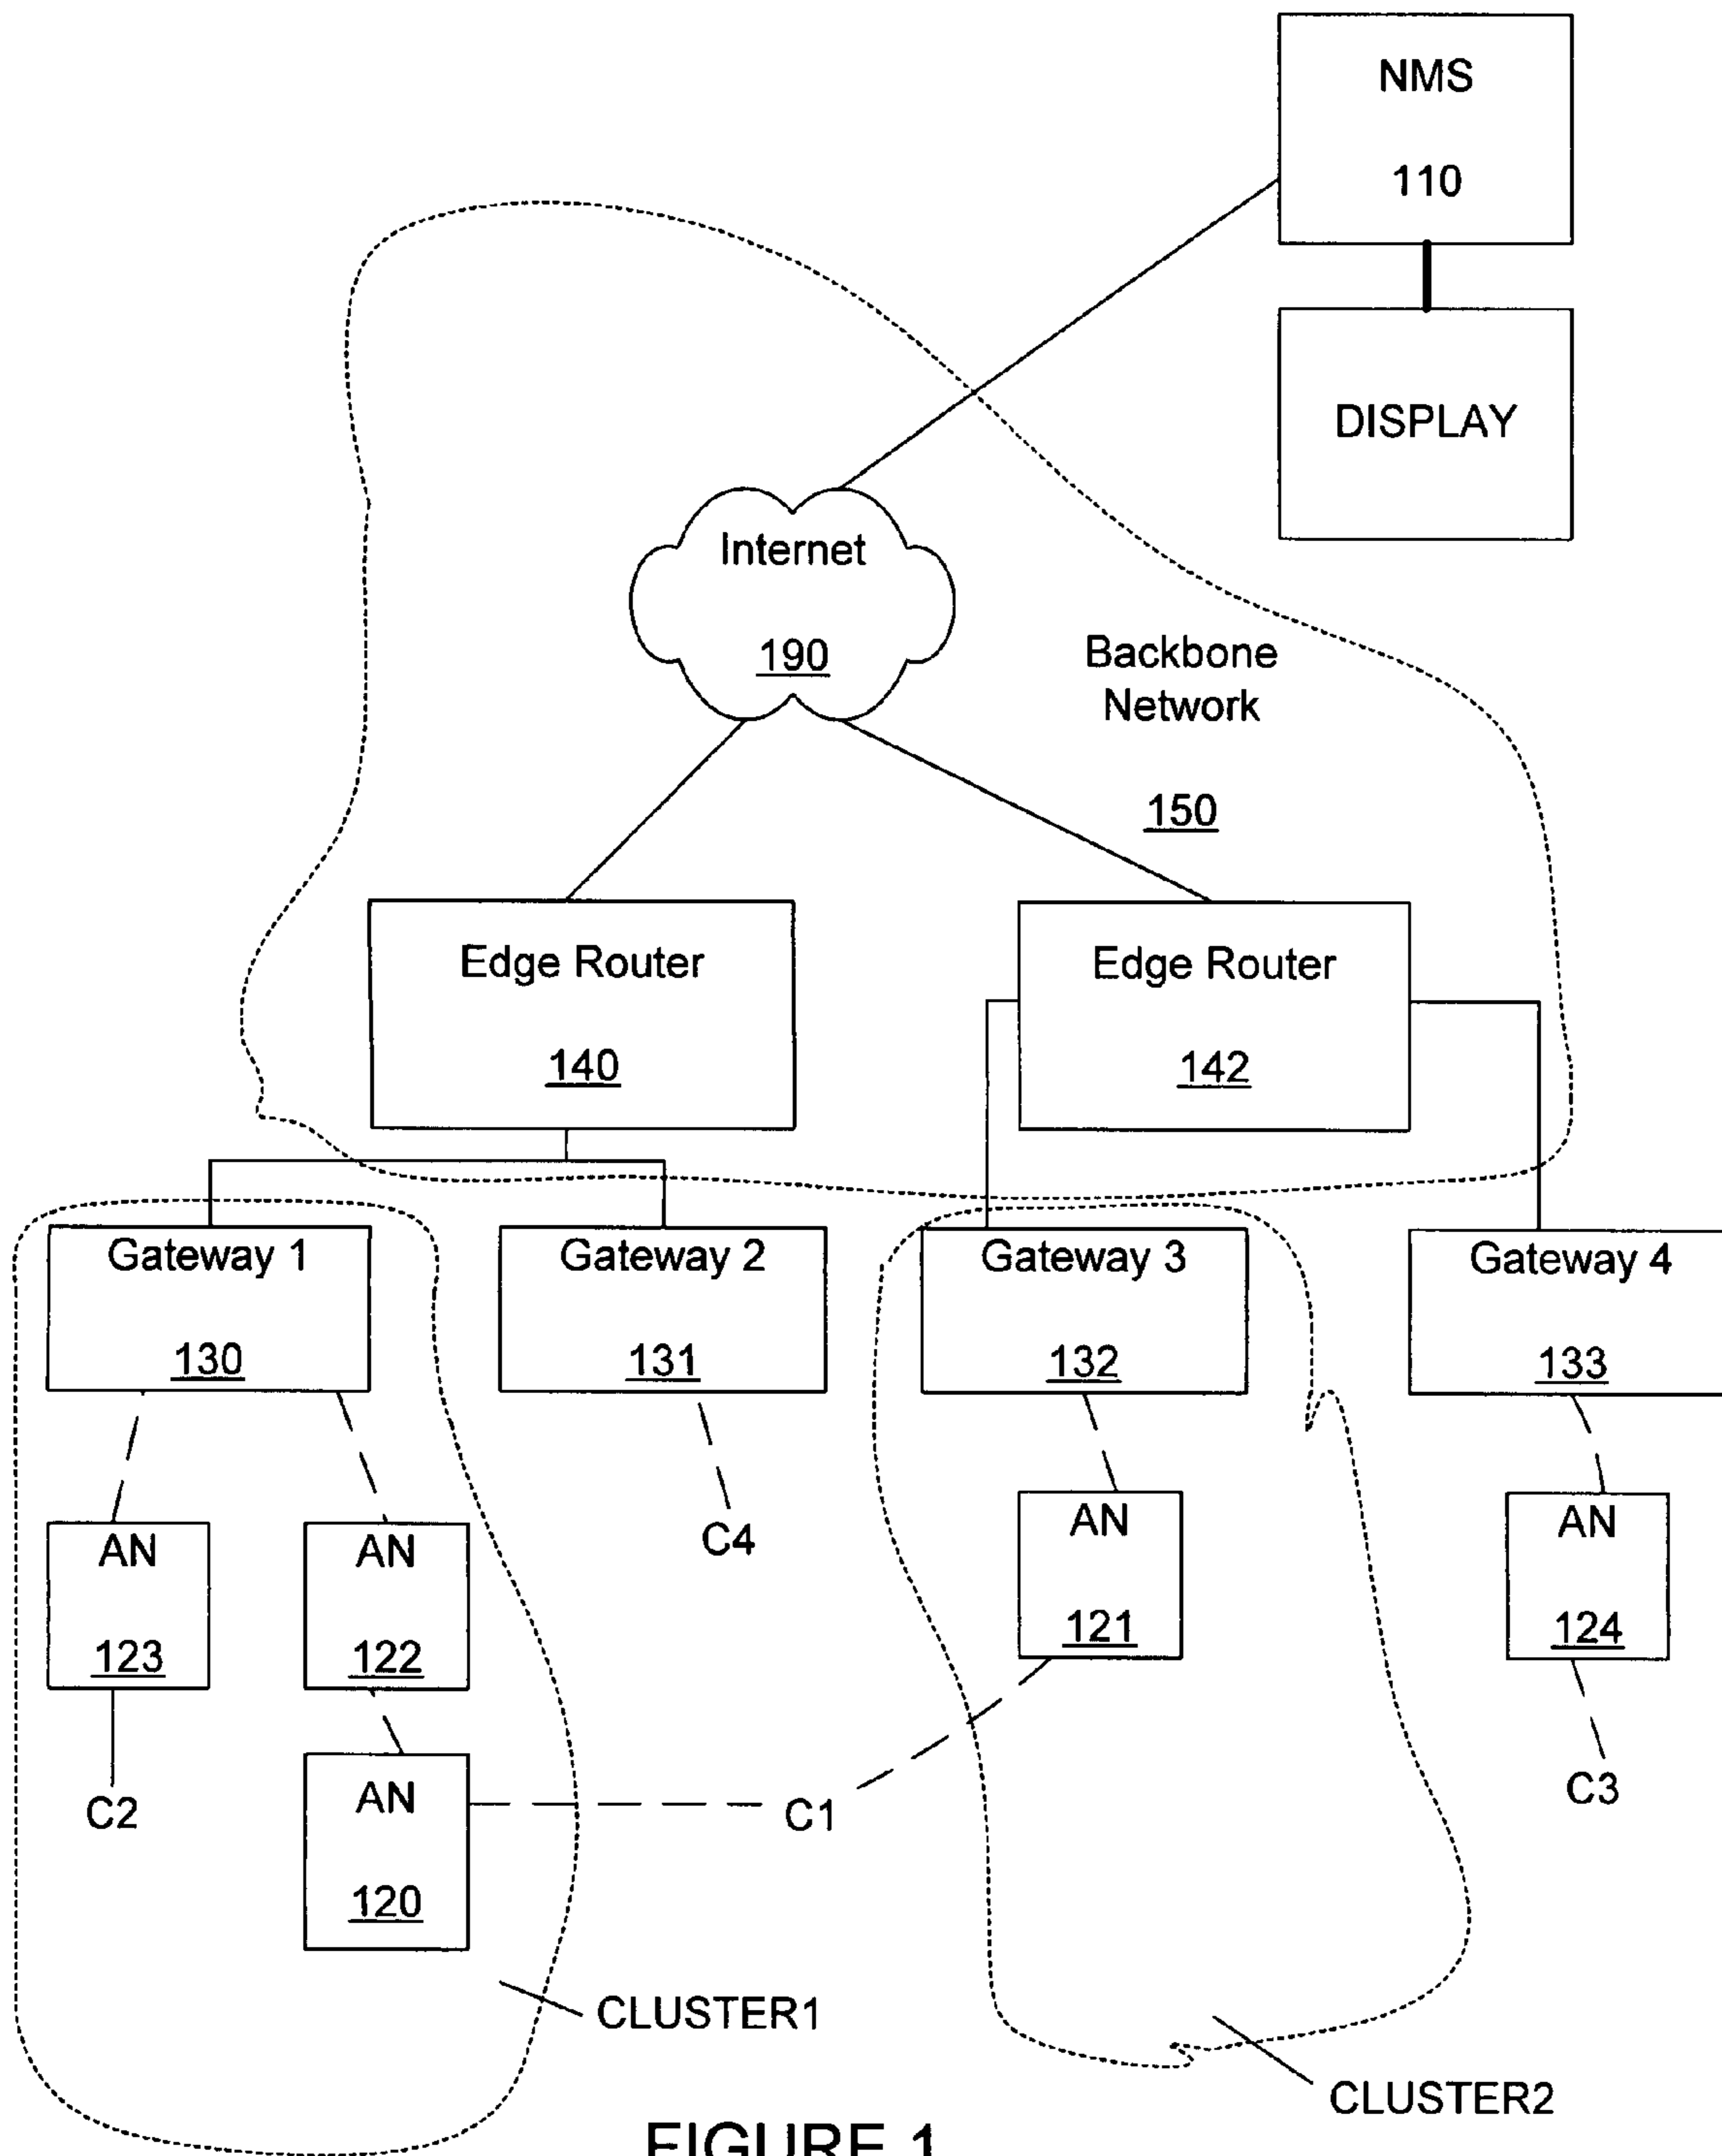 NMS
110
DISPLAY
Internet
190
Backbone
Network
150
Edge Router
140
Edge Router
142
Gateway 1
130
Gateway 2
131
Gateway 3
132
Gateway 4
133
AN
123
AN
122
C4
AN
121
AN
124
C2
AN
120
C1
C3
CLUSTER1
CLUSTER2
FIGURE 1